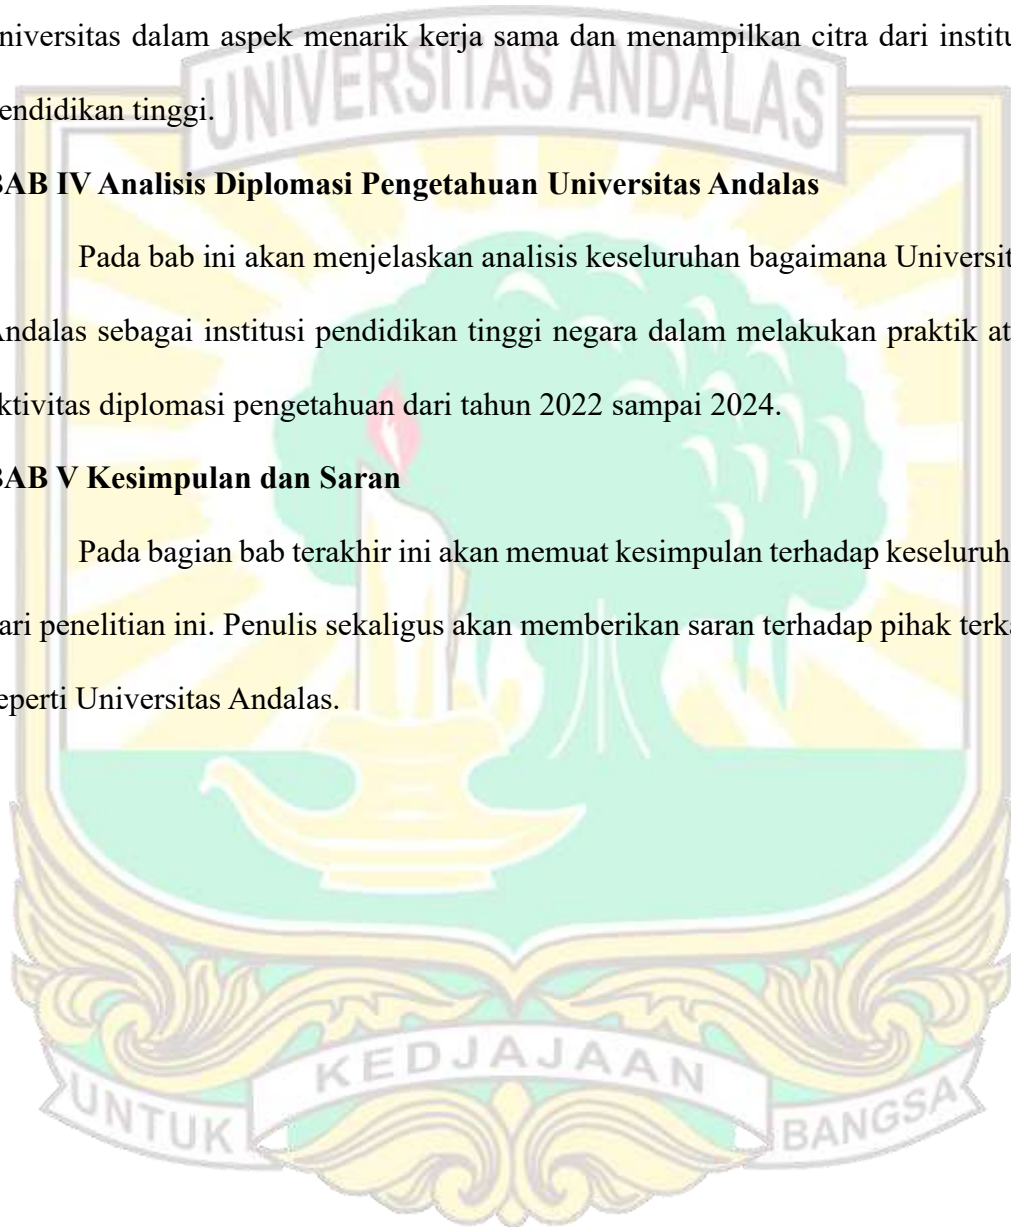 niversitas dalam aspek menarik kerja sama dan menampilkan citra dari institu
UNIVERSITAS ANDALAS
endidikan tinggi.
BAB IV Analisis Diplomasi Pengetahuan Universitas Andalas
Pada bab ini akan menjelaskan analisis keseluruhan bagaimana Universit
Andalas sebagai institusi pendidikan tinggi negara dalam melakukan praktik at
ktivitas diplomasi pengetahuan dari tahun 2022 sampai 2024.
BAB V Kesimpulan dan Saran
Pada bagian bab terakhir ini akan memuat kesimpulan terhadap keseluruh
ari penelitian ini. Penulis sekaligus akan memberikan saran terhadap pihak terka
eperti Universitas Andalas.
UNTUK KEDJAJAAN BANGSA